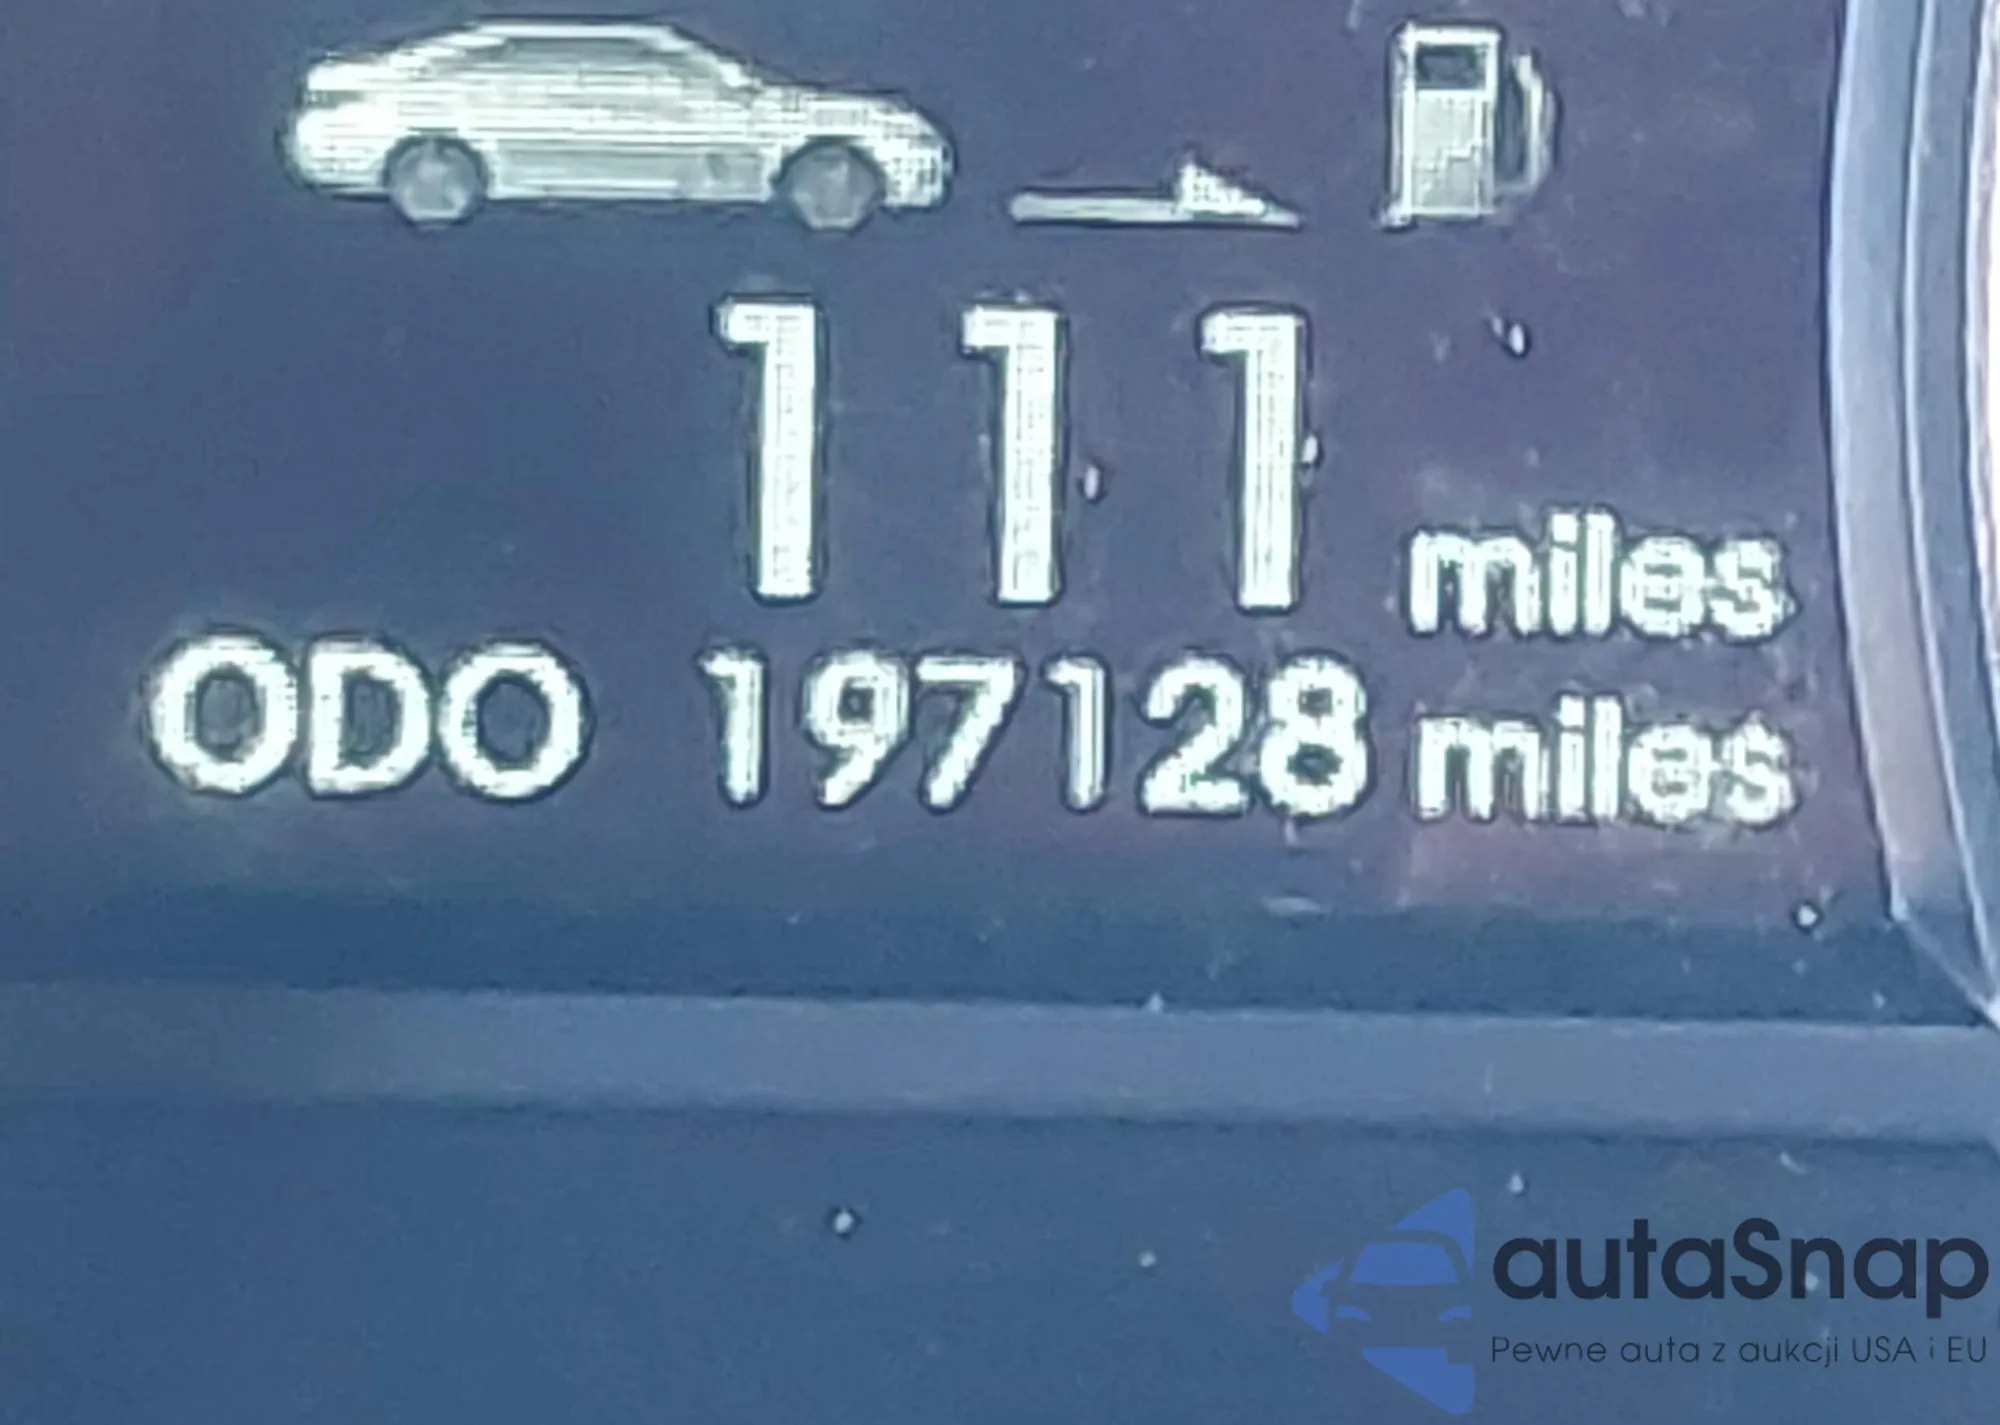 111 miles
ODO 197128 miles
autaSnap
Pewne auta z aukcji USA i EU